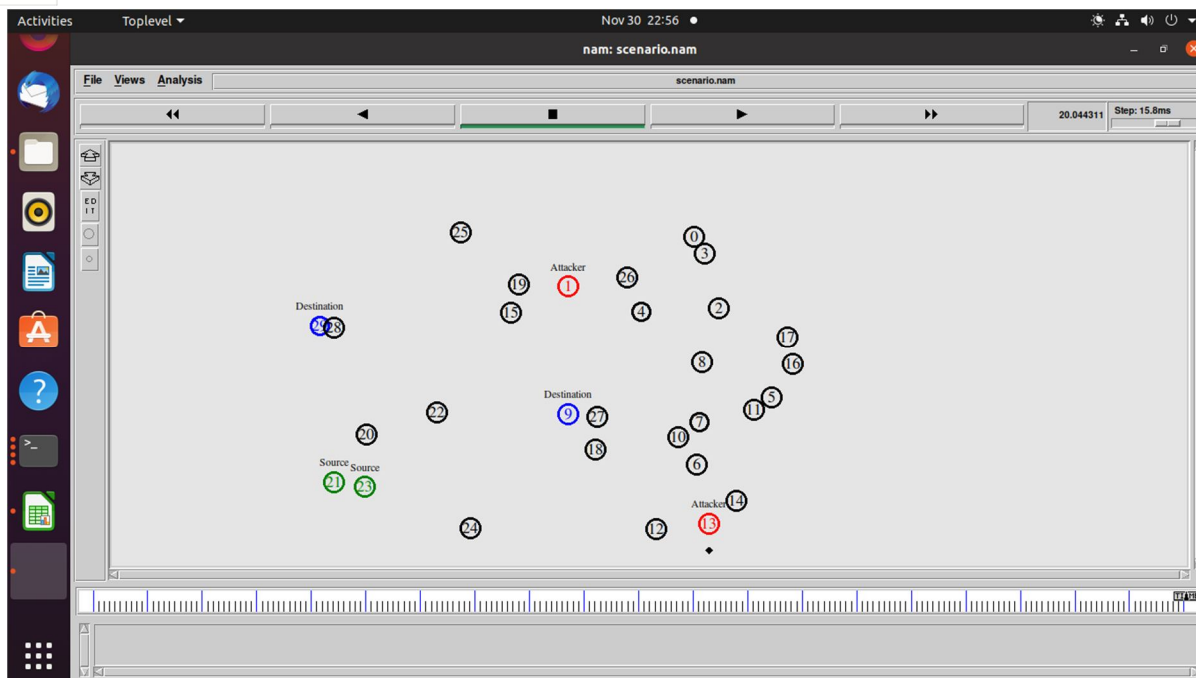 Activities Toplevel Nov 30 22:56
nam: scenario.nam
File Views Analysis scenario.nam
20.044311 Step: 15.8ms
ED
IT
25
0
3
Attacker
26
19 1
2
15 4
Destination
29 28
17
8 16
5
Destination
11
22 9 27
7
20 10
18
Source Source 6
21 23
14
Attacker
13
24 12